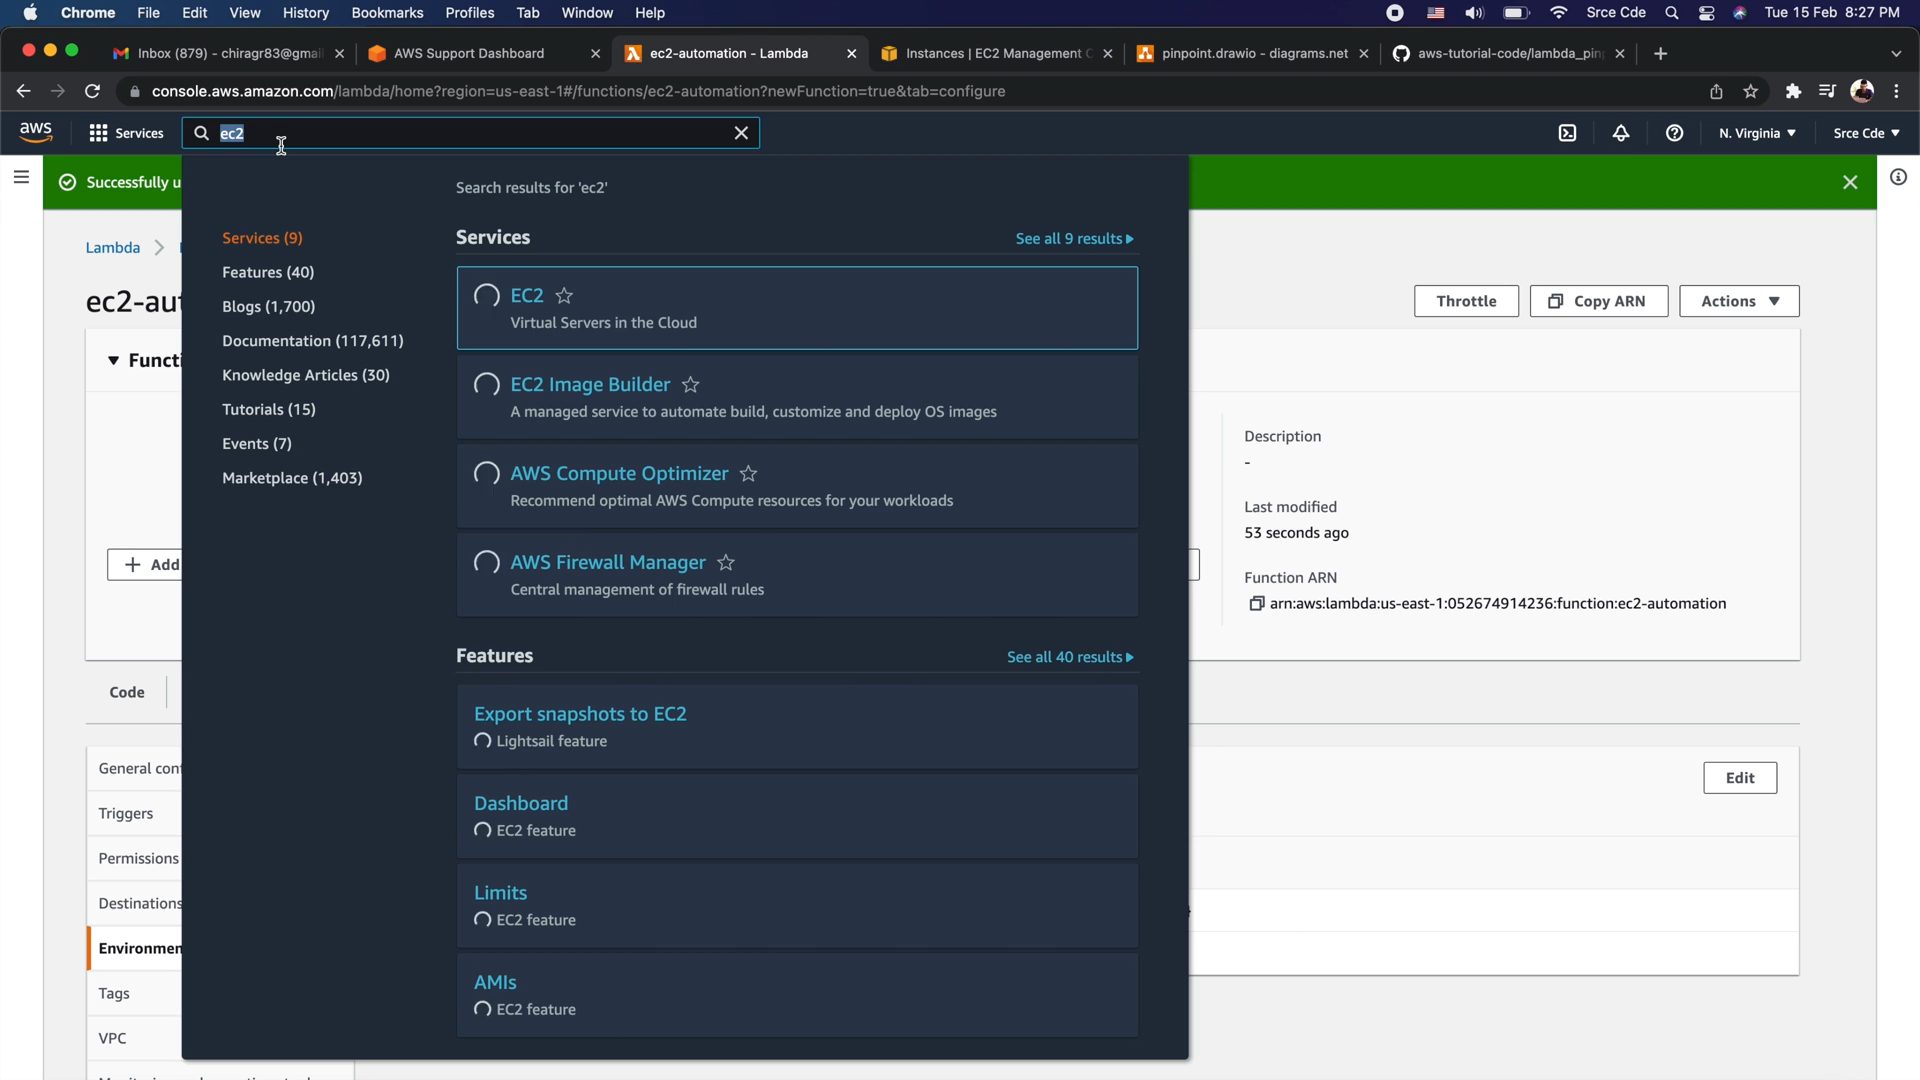 Chrome File Edit View History Bookmarks Profiles Tab Window Help Srce Cde Tue 15 Feb 8:27 PM
Inbox (879) - chiragr83@gmai AWS Support Dashboard ec2-automation - Lambda Instances | EC2 Management C pinpoint.drawio - diagrams.net aws-tutorial-code/lambda_pin
console.aws.amazon.com/lambda/home?region=us-east-1#/functions/ec2-automation?newFunction=true&tab=configure
aws Services ec2 N. Virginia Srce Cde
Successfully u
Search results for 'ec2'
Services (9)
Features (40)
Blogs (1,700)
Documentation (117,611)
Knowledge Articles (30)
Tutorials (15)
Events (7)
Marketplace (1,403)
Services See all 9 results
EC2
Virtual Servers in the Cloud
EC2 Image Builder
A managed service to automate build, customize and deploy OS images
AWS Compute Optimizer
Recommend optimal AWS Compute resources for your workloads
AWS Firewall Manager
Central management of firewall rules
Features See all 40 results
Export snapshots to EC2
Lightsail feature
Dashboard
EC2 feature
Limits
EC2 feature
AMIs
EC2 feature
Lambda
ec2-aut
Throttle Copy ARN Actions
Functi
Description
-
Last modified
53 seconds ago
Function ARN
arn:aws:lambda:us-east-1:052674914236:function:ec2-automation
+ Add
Code
General conf
Triggers
Permissions
Destinations
Environmen
Tags
VPC
Edit